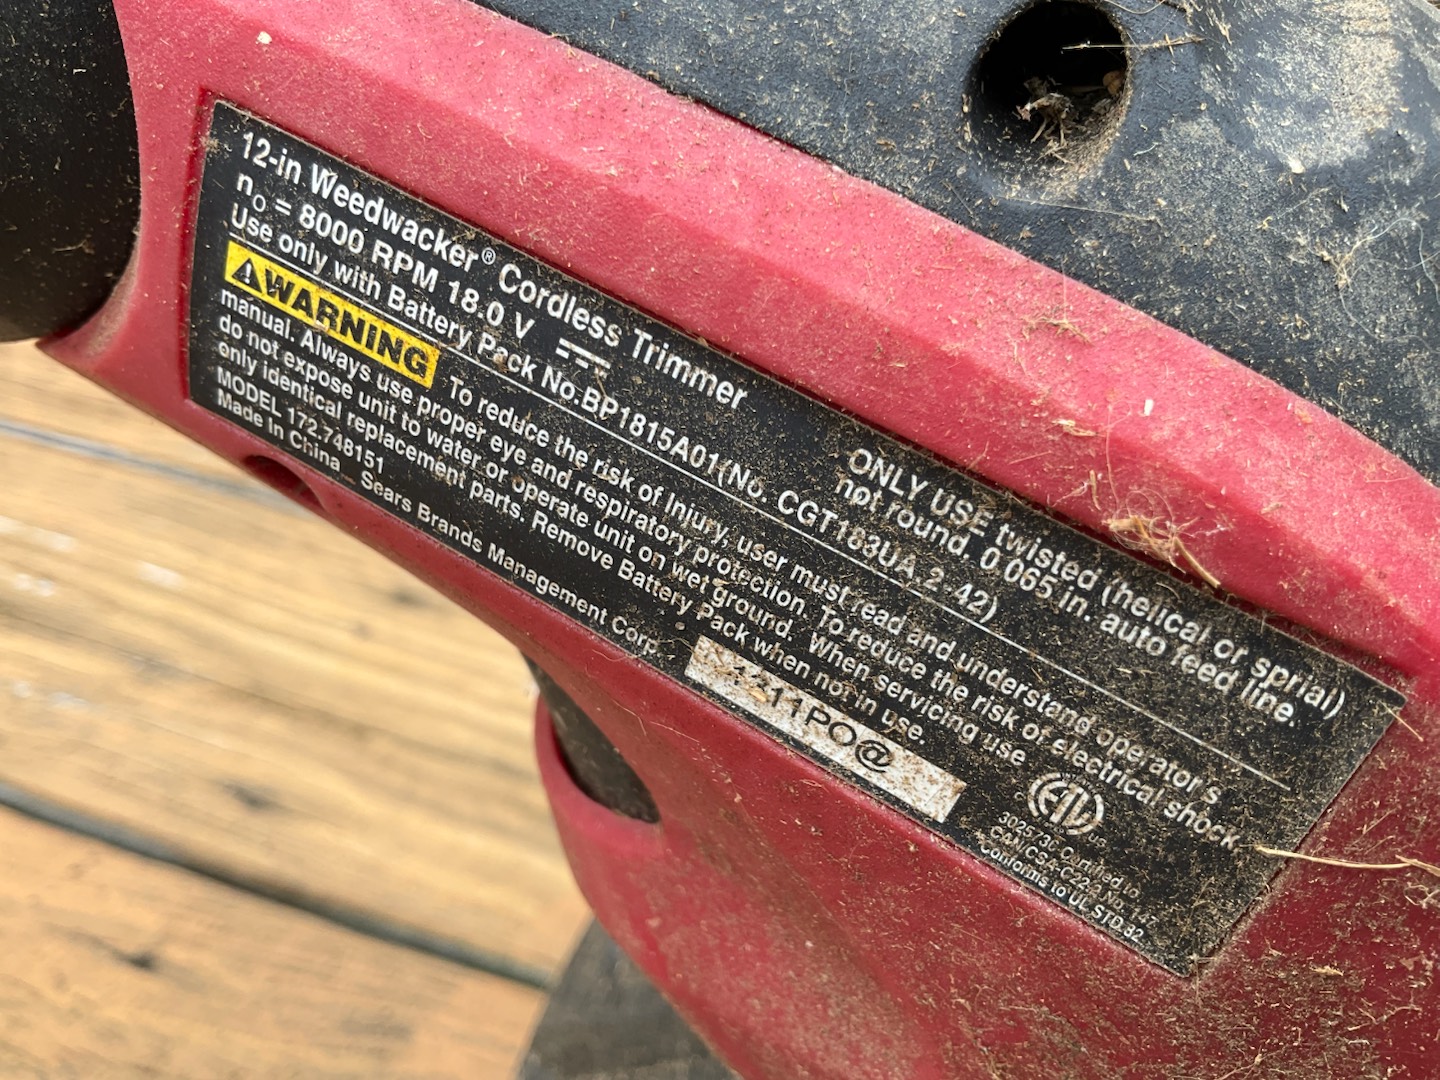 12-in Weedwacker® Cordless Trimmer
nO = 8000 RPM 18.0 V
Use only with Battery Pack No.BP1815A01(No. CGT183UA,2, 42)
ONLY USE twisted (helical or sprial)
not round, 0.065 in. auto feed line.
WARNING To reduce the risk of Injury, user must read and understand operator's
manual. Always use proper eye and respiratory protection. To reduce the risk of electrical shock,
do not expose unit to water or operate unit on wet ground. When servicing use
only identical replacement parts. Remove Battery Pack when not in use.
MODEL 172.748151
Made in China Sears Brands Management Corp.
1211PO@
ETL
us
Certified to
CAN/CSA-C-22.2 No. 147
Conforms to UL STD.82